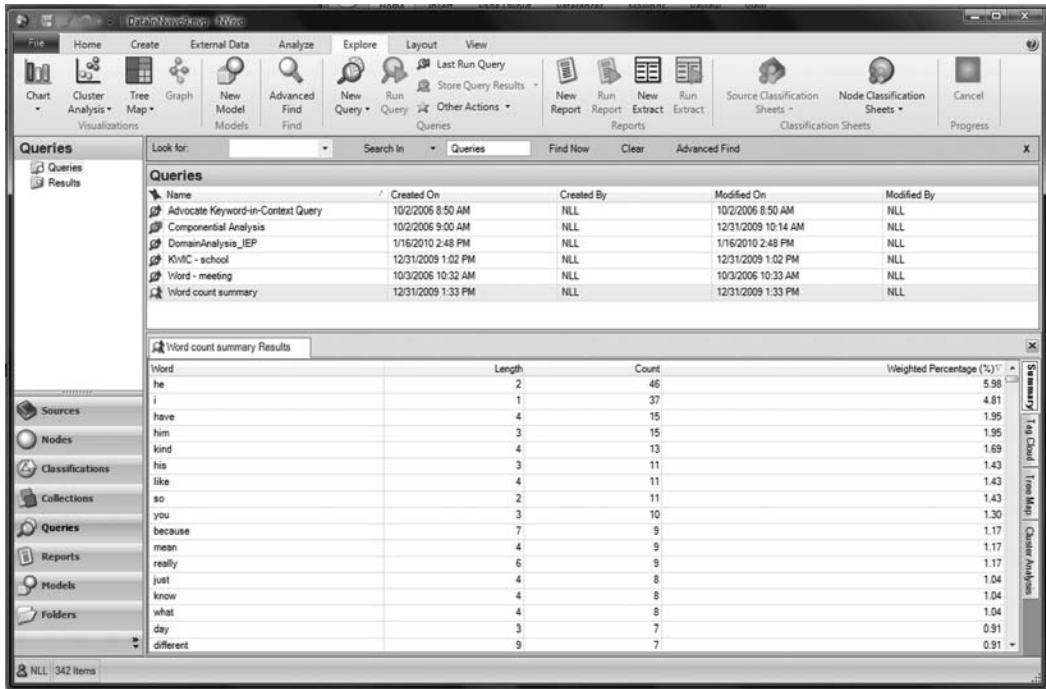 DataInNvivo9.nvp - NVivo
File Home Create External Data Analyze Explore Layout View
Chart Cluster Analysis Tree Map Graph New Model Advanced Find New Query Run Query Last Run Query Store Query Results Other Actions New Report Run Report New Extract Run Extract Source Classification Sheets Node Classification Sheets Cancel
Visualizations Models Find Queries Reports Classification Sheets Progress
Queries
Queries
Results
Look for: Search In Queries Find Now Clear Advanced Find x
Queries
Name Created On Created By Modified On Modified By
Advocate Keyword-in-Context Query 10/2/2006 8:50 AM NLL 10/2/2006 8:50 AM NLL
Componential Analysis 10/2/2006 9:00 AM NLL 12/31/2009 10:14 AM NLL
DomainAnalysis_IEP 1/16/2010 2:48 PM NLL 1/16/2010 2:48 PM NLL
KWIC - school 12/31/2009 1:02 PM NLL 12/31/2009 1:02 PM NLL
Word - meeting 10/3/2006 10:32 AM NLL 10/3/2006 10:33 AM NLL
Word count summary 12/31/2009 1:33 PM NLL 12/31/2009 1:33 PM NLL
Word count summary Results
Word Length Count Weighted Percentage (%)
he 2 46 5.98
i 1 37 4.81
have 4 15 1.95
him 3 15 1.95
kind 4 13 1.69
his 3 11 1.43
like 4 11 1.43
so 2 11 1.43
you 3 10 1.30
because 7 9 1.17
mean 4 9 1.17
really 6 9 1.17
just 4 8 1.04
know 4 8 1.04
what 4 8 1.04
day 3 7 0.91
different 9 7 0.91
Summary
Tag Cloud
Tree Map
Cluster Analysis
Sources
Nodes
Classifications
Collections
Queries
Reports
Models
Folders
NLL 342 Items